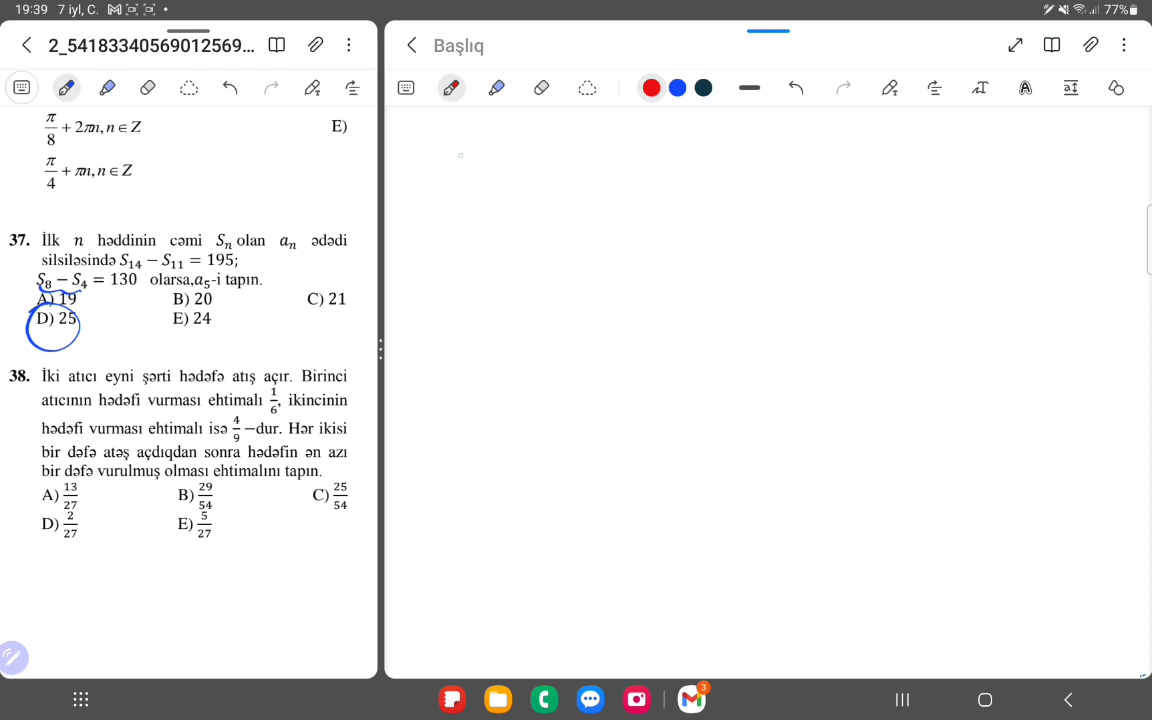 19:39 7 iyl, C. •
77%
2_54183340569012569...
Başlıq
π/8 + 2πn, n ∈ Z E)
π/4 + πn, n ∈ Z
37. İlk n həddinin cəmi Sₙ olan aₙ ədədi
silsiləsində S₁₄ − S₁₁ = 195;
S₈ − S₄ = 130 olarsa,a₅-i tapın.
A) 19 B) 20 C) 21
D) 25 E) 24
38. İki atıcı eyni şərti hədəfə atış açır. Birinci
atıcının hədəfi vurması ehtimalı 1/6, ikincinin
hədəfi vurması ehtimalı isə 4/9 −dur. Hər ikisi
bir dəfə atəş açdıqdan sonra hədəfin ən azı
bir dəfə vurulmuş olması ehtimalını tapın.
A) 13/27 B) 29/54 C) 25/54
D) 2/27 E) 5/27
3